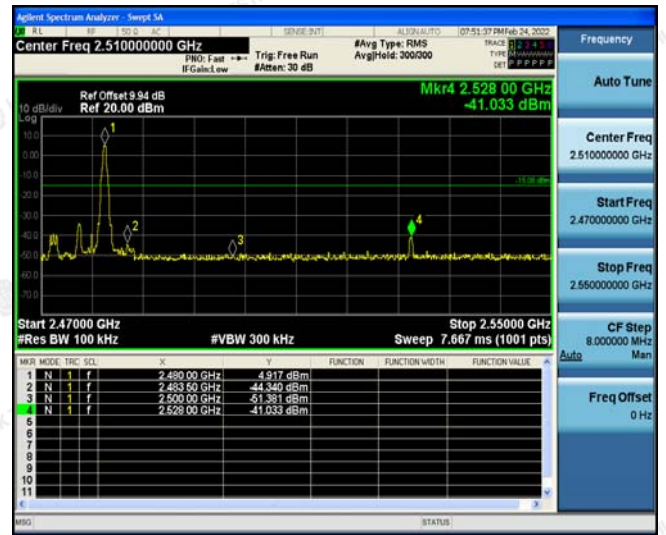 Agilent Spectrum Analyzer - Swept SA
RL RF 50 Ω AC SENSE:INT ALIGN AUTO 07:51:37 PM Feb 24, 2022
Center Freq 2.510000000 GHz
PNO: Fast Trig: Free Run
IFGain:Low #Atten: 30 dB
#Avg Type: RMS
Avg|Hold: 300/300
TRACE 1 2 3 4 5 6
TYPE
DET P P P P P P
Frequency
Auto Tune
Center Freq
2.510000000 GHz
Start Freq
2.470000000 GHz
Stop Freq
2.550000000 GHz
CF Step
8.000000 MHz
Auto Man
Freq Offset
0 Hz
Mkr4 2.528 00 GHz
-41.033 dBm
Ref Offset 9.94 dB
10 dB/div Ref 20.00 dBm
Log
10.0
0.00
-10.0
-20.0
-30.0
-40.0
-50.0
-60.0
-70.0
1
2
3
4
-15.08 dBm
Start 2.47000 GHz Stop 2.55000 GHz
#Res BW 100 kHz #VBW 300 kHz Sweep 7.667 ms (1001 pts)
MKR MODE TRC SCL X Y FUNCTION FUNCTION WIDTH FUNCTION VALUE
1 N 1 f 2.480 00 GHz 4.917 dBm
2 N 1 f 2.483 50 GHz -44.340 dBm
3 N 1 f 2.500 00 GHz -51.381 dBm
4 N 1 f 2.528 00 GHz -41.033 dBm
5
6
7
8
9
10
11
MSG STATUS